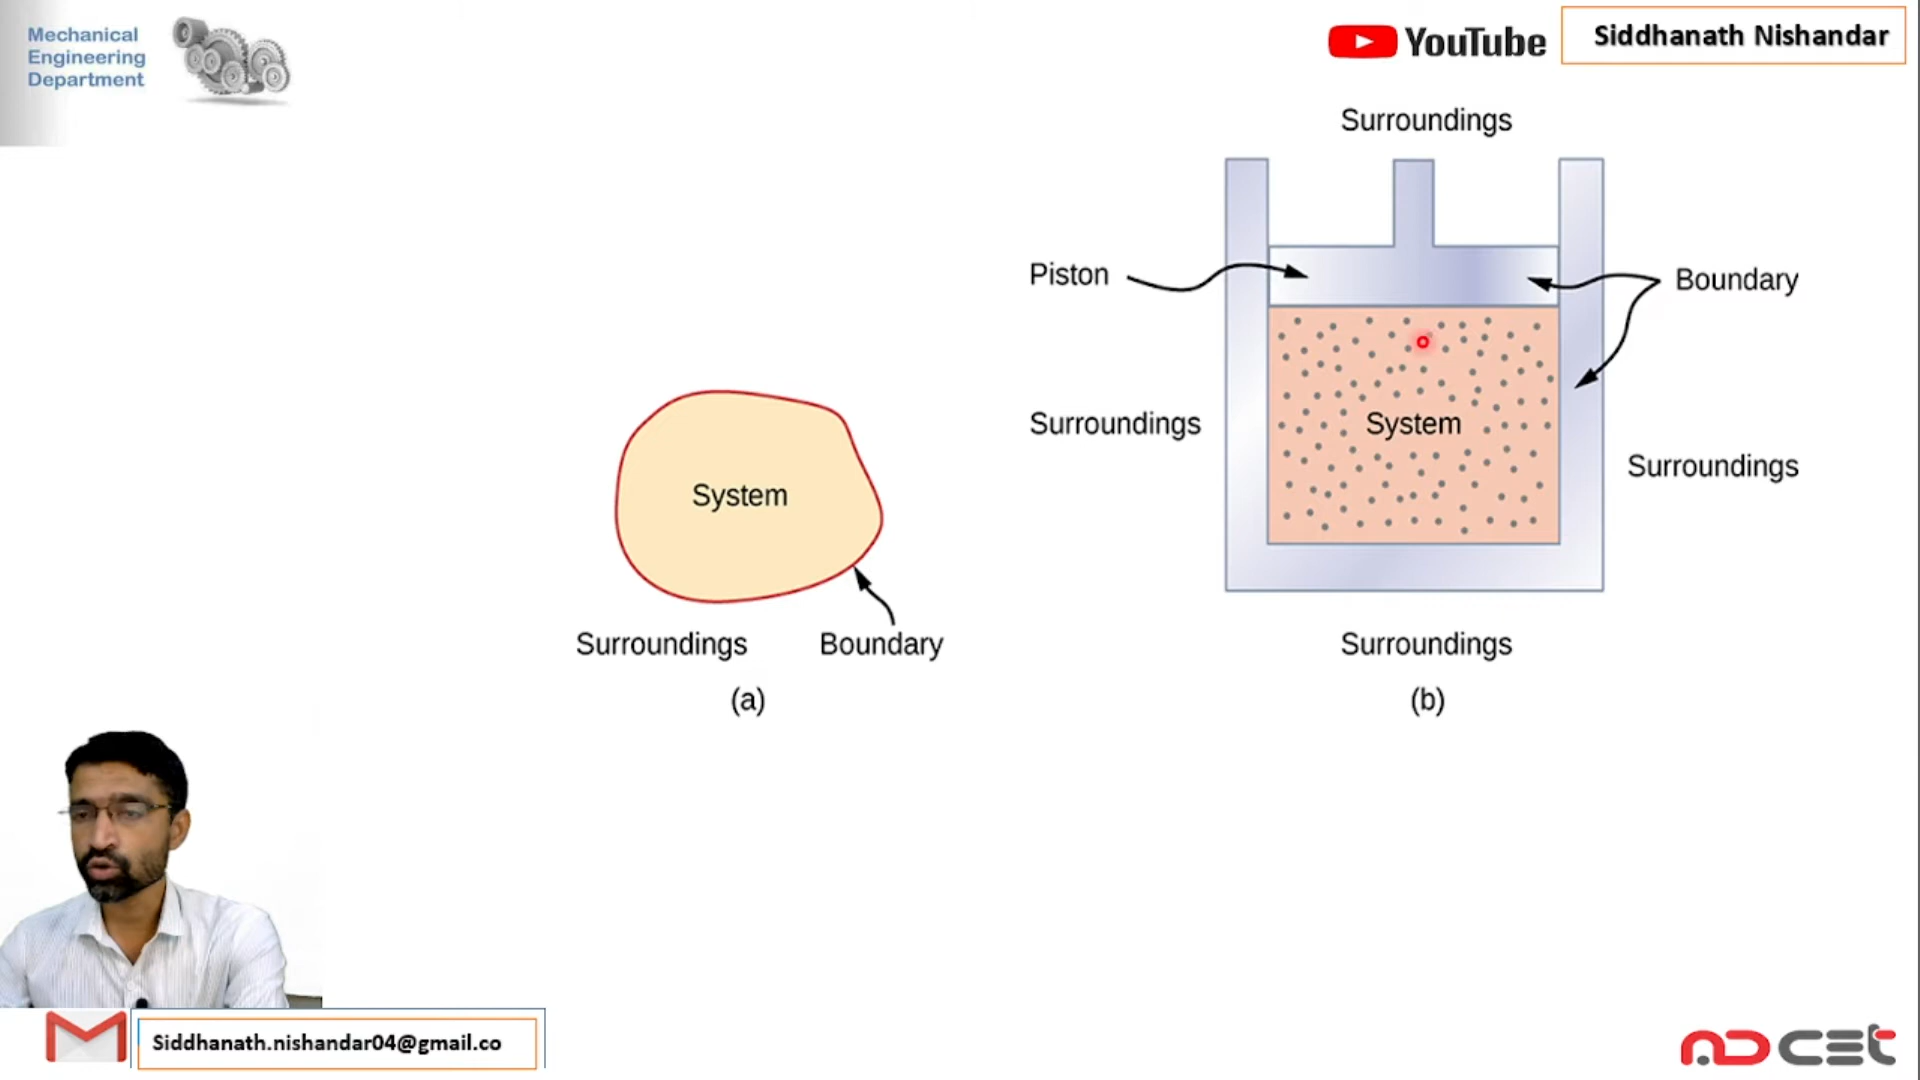 Mechanical
Engineering
Department
YouTube
Siddhanath Nishandar
Surroundings
Piston
Boundary
Surroundings
System
Surroundings
System
Surroundings
Boundary
Surroundings
(a)
(b)
Siddhanath.nishandar04@gmail.co
ADCET